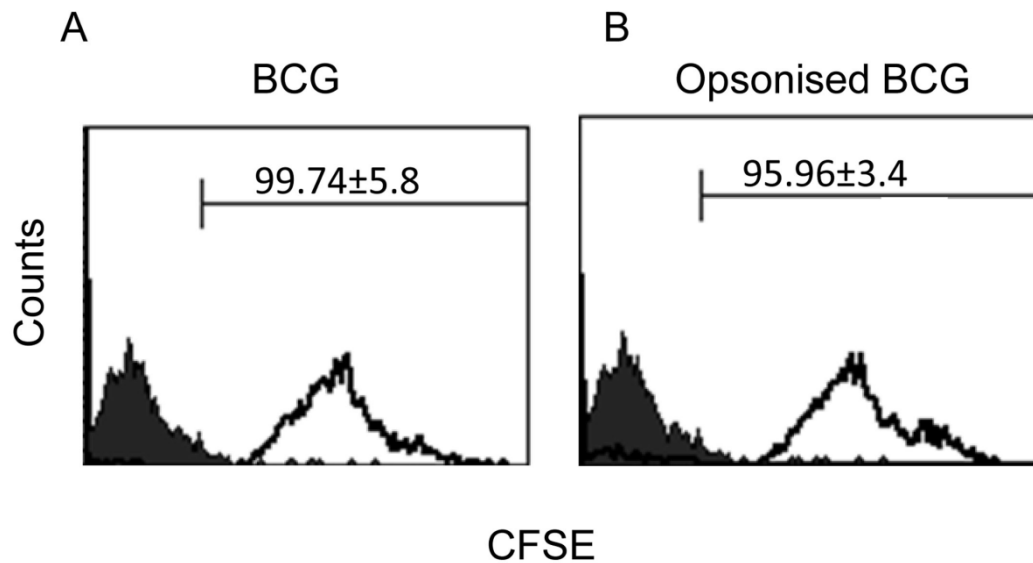 A
B
BCG
Opsonised BCG
99.74±5.8
95.96±3.4
Counts
CFSE